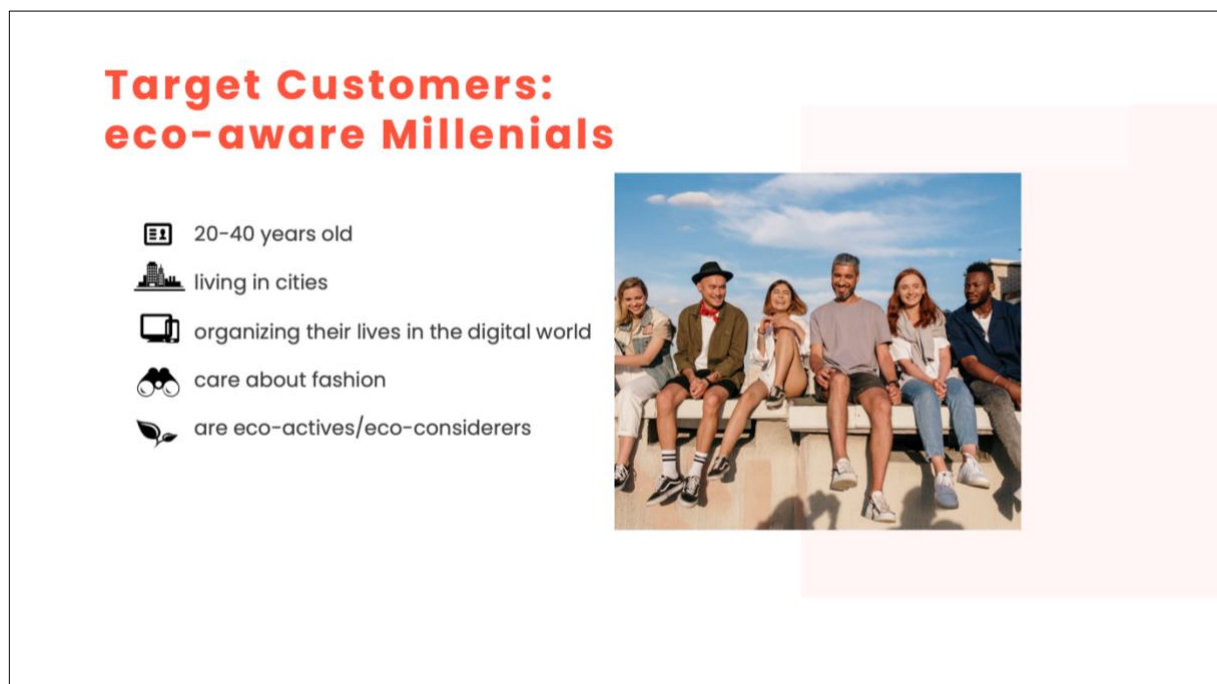 Target Customers:
eco-aware Millenials
20-40 years old
living in cities
organizing their lives in the digital world
care about fashion
are eco-actives/eco-considerers